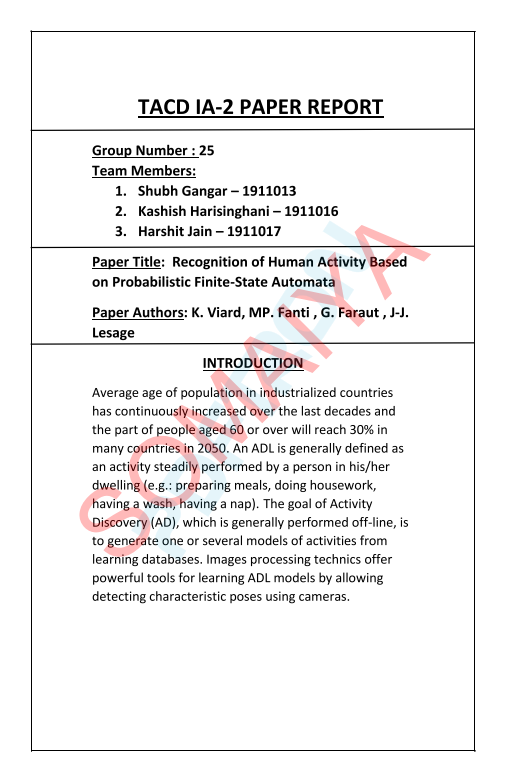 TACD IA-2 PAPER REPORT
Group Number : 25
Team Members:
1. Shubh Gangar – 1911013
2. Kashish Harisinghani – 1911016
3. Harshit Jain – 1911017
Paper Title: Recognition of Human Activity Based
on Probabilistic Finite-State Automata
Paper Authors: K. Viard, MP. Fanti , G. Faraut , J-J.
Lesage
INTRODUCTION
Average age of population in industrialized countries
has continuously increased over the last decades and
the part of people aged 60 or over will reach 30% in
many countries in 2050. An ADL is generally defined as
an activity steadily performed by a person in his/her
dwelling (e.g.: preparing meals, doing housework,
having a wash, having a nap). The goal of Activity
Discovery (AD), which is generally performed off-line, is
to generate one or several models of activities from
learning databases. Images processing technics offer
powerful tools for learning ADL models by allowing
detecting characteristic poses using cameras.
SOMAIYA